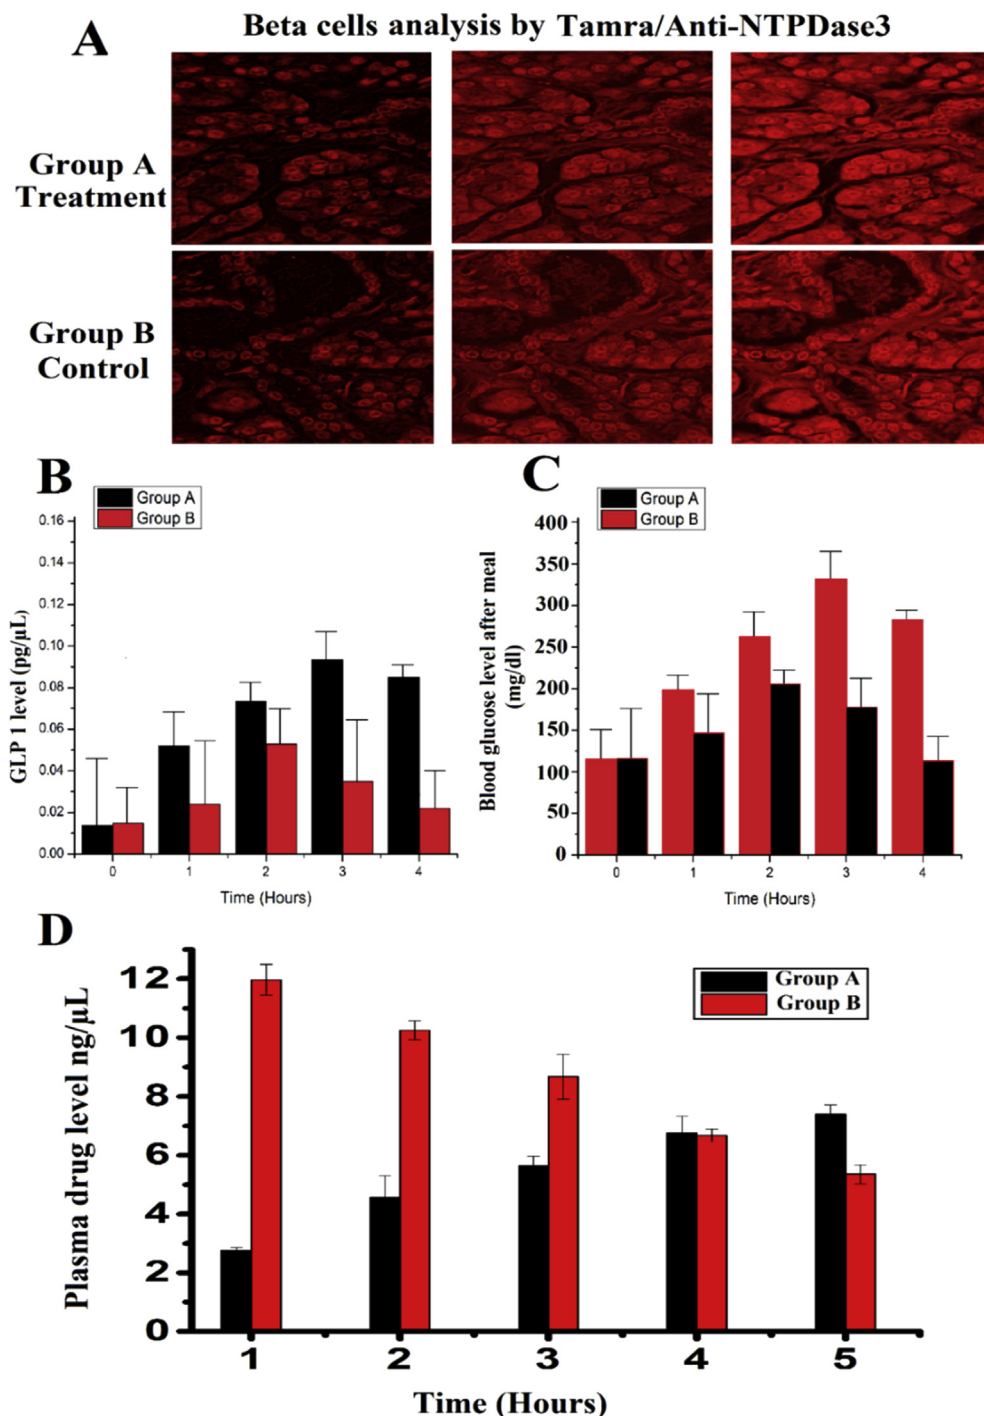 A
Beta cells analysis by Tamra/Anti-NTPDase3
Group A
Treatment
Group B
Control
B
Group A
Group B
0.16
0.14
0.12
0.10
0.08
0.06
0.04
0.02
0.00
GLP 1 level (pg/µL)
0 1 2 3 4
Time (Hours)
C
Group A
Group B
400
350
300
250
200
150
100
50
0
Blood glucose level after meal
(mg/dl)
0 1 2 3 4
Time (Hours)
D
Group A
Group B
12
10
8
6
4
2
0
Plasma drug level ng/µL
1 2 3 4 5
Time (Hours)